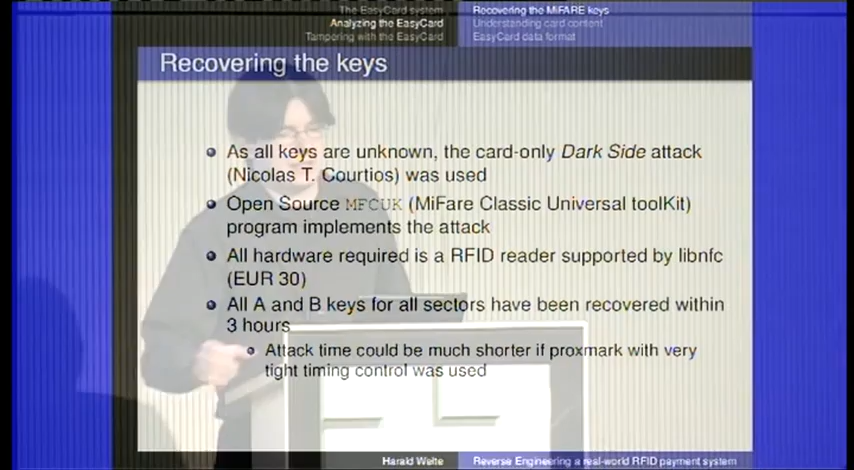 The EasyCard system
Analyzing the EasyCard
Tampering with the EasyCard
Recovering the MiFARE keys
Understanding card content
EasyCard data format
Recovering the keys
As all keys are unknown, the card-only Dark Side attack
(Nicolas T. Courtios) was used
Open Source MFCUK (MiFare Classic Universal toolKit)
program implements the attack
All hardware required is a RFID reader supported by libnfc
(EUR 30)
All A and B keys for all sectors have been recovered within
3 hours
Attack time could be much shorter if proxmark with very
tight timing control was used
Harald Welte
Reverse Engineering a real-world RFID payment system